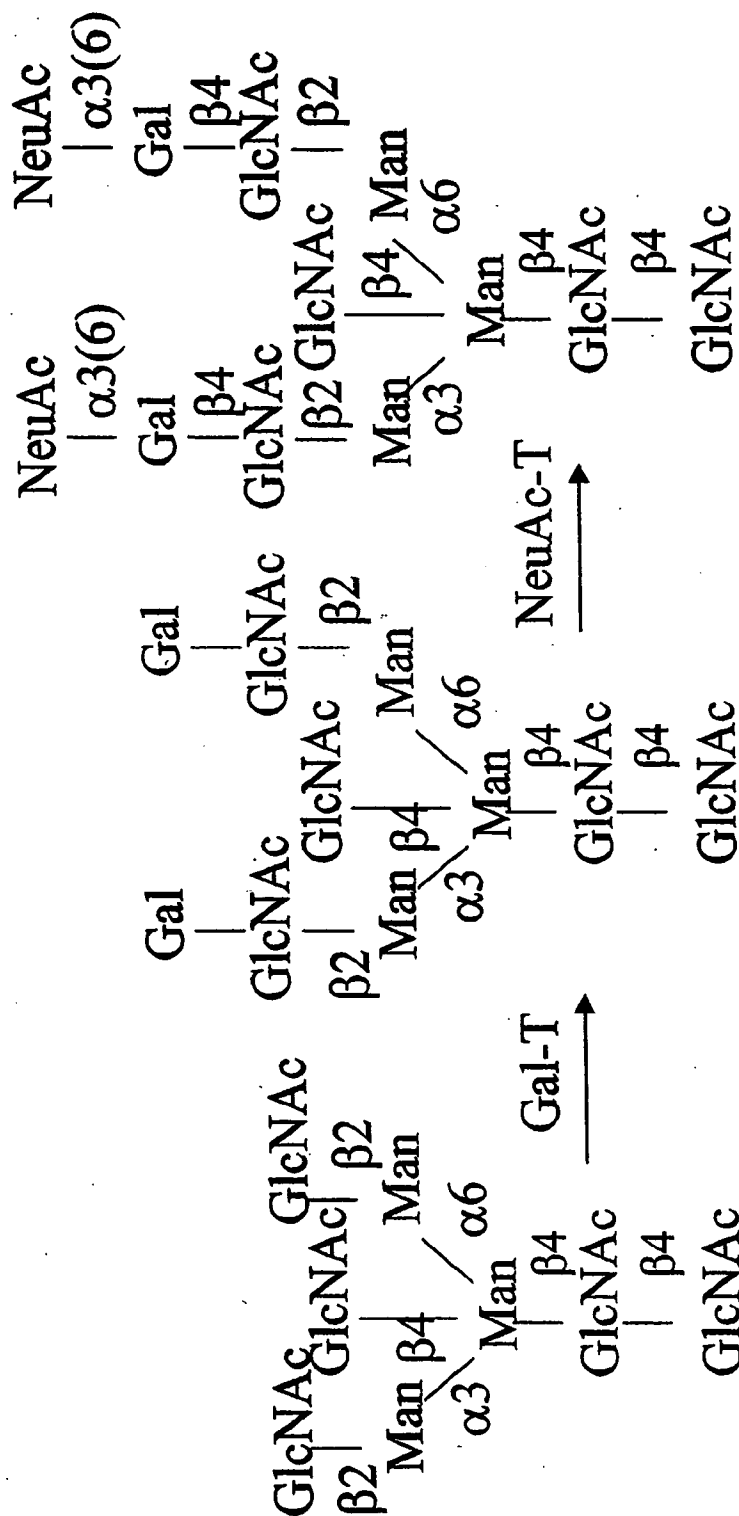 GlcNAc GlcNAc
β2 GlcNAc β2
Man β4 Man
α3 α6
Man
β4
GlcNAc
β4
GlcNAc
Gal-T
Gal Gal
GlcNAc GlcNAc
β2 GlcNAc β2
Man β4 Man
α3 α6
Man
β4
GlcNAc
β4
GlcNAc
NeuAc-T
NeuAc NeuAc
α3(6) α3(6)
Gal Gal
β4 β4
GlcNAc GlcNAc
β2 GlcNAc β2
Man β4 Man
α3 α6
Man
β4
GlcNAc
β4
GlcNAc